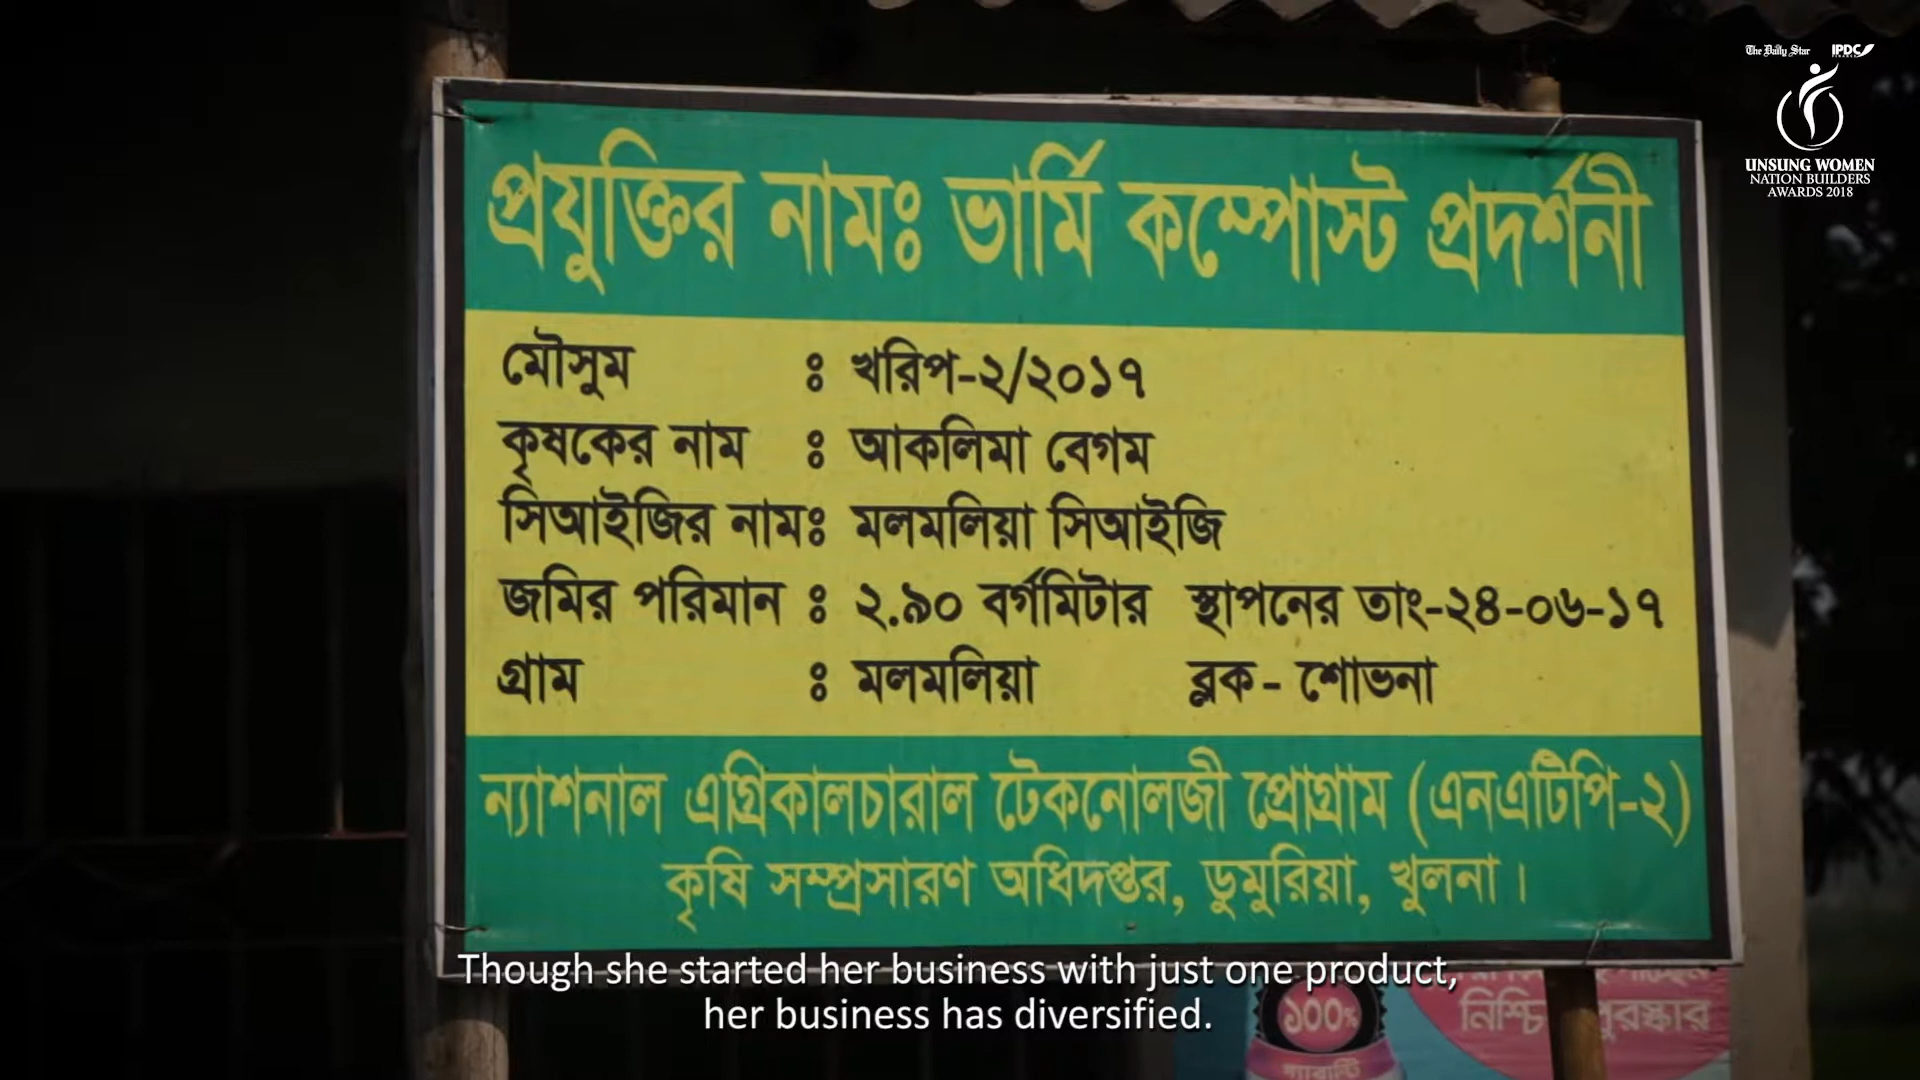 The Daily Star IPDC
UNSUNG WOMEN
NATION BUILDERS
AWARDS 2018
প্রযুক্তির নামঃ ভার্মি কম্পোস্ট প্রদর্শনী
মৌসুম : খরিপ-২/২০১৭
কৃষকের নাম : আকলিমা বেগম
সিআইজির নামঃ মলমলিয়া সিআইজি
জমির পরিমান : ২.৯০ বর্গমিটার স্থাপনের তাং-২৪-০৬-১৭
গ্রাম : মলমলিয়া ব্লক - শোভনা
ন্যাশনাল এগ্রিকালচারাল টেকনোলজী প্রোগ্রাম (এনএটিপি-২)
কৃষি সম্প্রসারণ অধিদপ্তর, ডুমুরিয়া, খুলনা।
Though she started her business with just one product,
her business has diversified.
১০০%
গ্যারান্টি